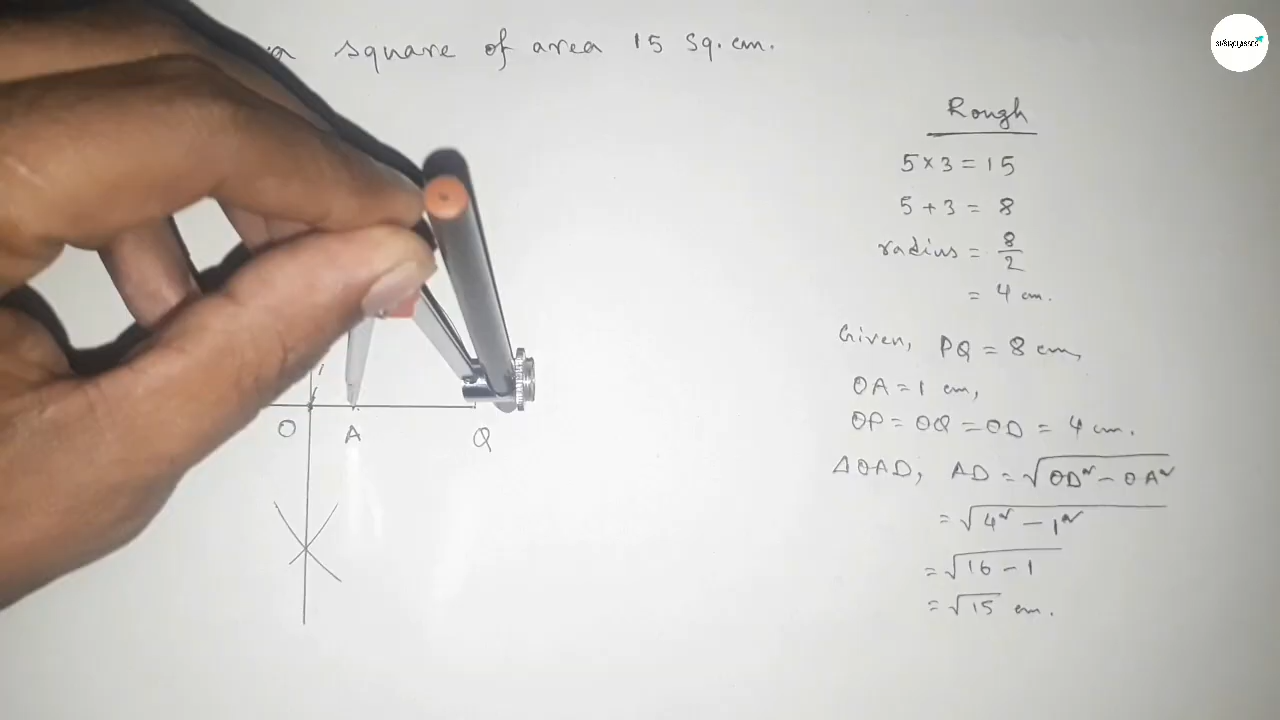 a square of area 15 sq. cm.
Rough
5 × 3 = 15
5 + 3 = 8
radius = 8/2
= 4 cm.
Given, PQ = 8 cm,
OA = 1 cm,
OP = OQ = OD = 4 cm.
ΔOAD, AD = √(OD² − OA²)
= √(4² − 1²)
= √(16 − 1)
= √15 cm.
O A Q